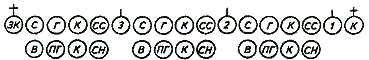 ЗК С Г К СС 3 С Г К СС 2 С Г К СС 1 К
В ПГ К СН В ПГ К СН В ПГ К СН